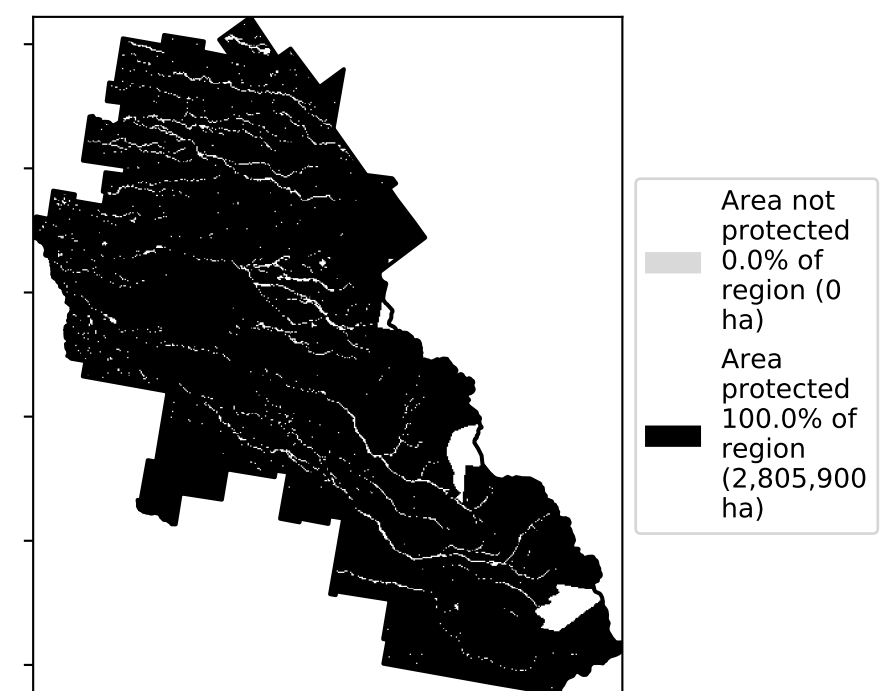 Area not
protected
0.0% of
region (0
ha)
Area
protected
100.0% of
region
(2,805,900
ha)